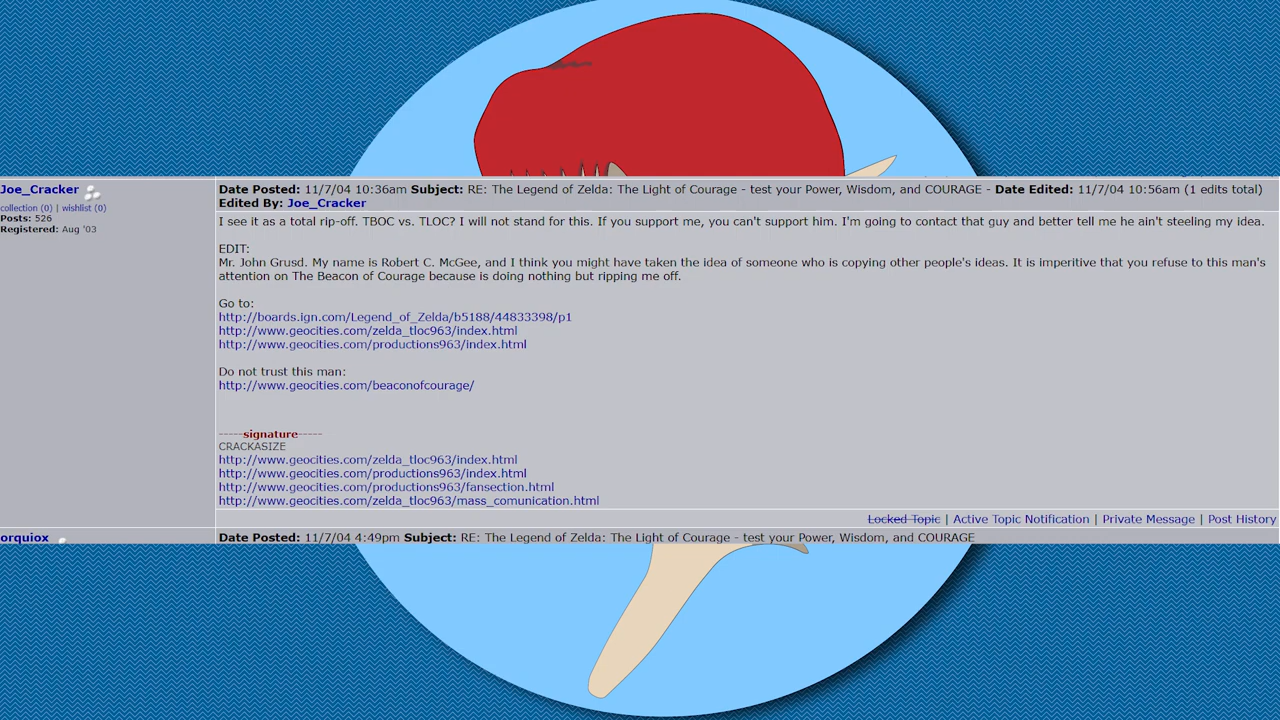 Joe_Cracker
collection (0) | wishlist (0)
Posts: 526
Registered: Aug '03
Date Posted: 11/7/04 10:36am Subject: RE: The Legend of Zelda: The Light of Courage - test your Power, Wisdom, and COURAGE - Date Edited: 11/7/04 10:56am (1 edits total)
Edited By: Joe_Cracker
I see it as a total rip-off. TBOC vs. TLOC? I will not stand for this. If you support me, you can't support him. I'm going to contact that guy and better tell me he ain't steeling my idea.
EDIT:
Mr. John Grusd. My name is Robert C. McGee, and I think you might have taken the idea of someone who is copying other people's ideas. It is imperitive that you refuse to this man's
attention on The Beacon of Courage because is doing nothing but ripping me off.
Go to:
http://boards.ign.com/Legend_of_Zelda/b5188/44833398/p1
http://www.geocities.com/zelda_tloc963/index.html
http://www.geocities.com/productions963/index.html
Do not trust this man:
http://www.geocities.com/beaconofcourage/
-----signature-----
CRACKASIZE
http://www.geocities.com/zelda_tloc963/index.html
http://www.geocities.com/productions963/index.html
http://www.geocities.com/productions963/fansection.html
http://www.geocities.com/zelda_tloc963/mass_comunication.html
Locked Topic | Active Topic Notification | Private Message | Post History
orquiox
Date Posted: 11/7/04 4:49pm Subject: RE: The Legend of Zelda: The Light of Courage - test your Power, Wisdom, and COURAGE